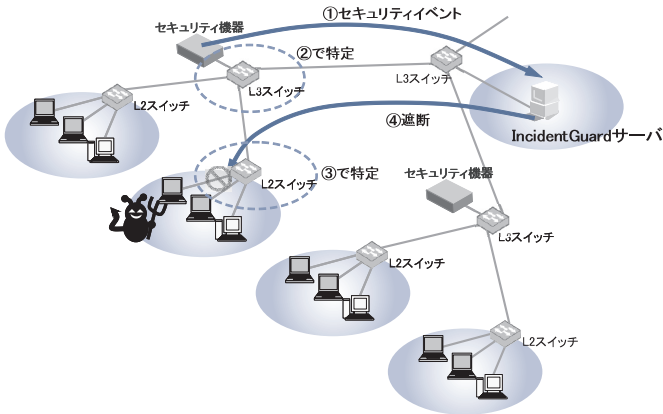 ①セキュリティイベント
セキュリティ機器
②で特定
L3スイッチ
L3スイッチ
L2スイッチ
④遮断
IncidentGuardサーバ
③で特定
L2スイッチ
セキュリティ機器
L3スイッチ
L2スイッチ
L2スイッチ